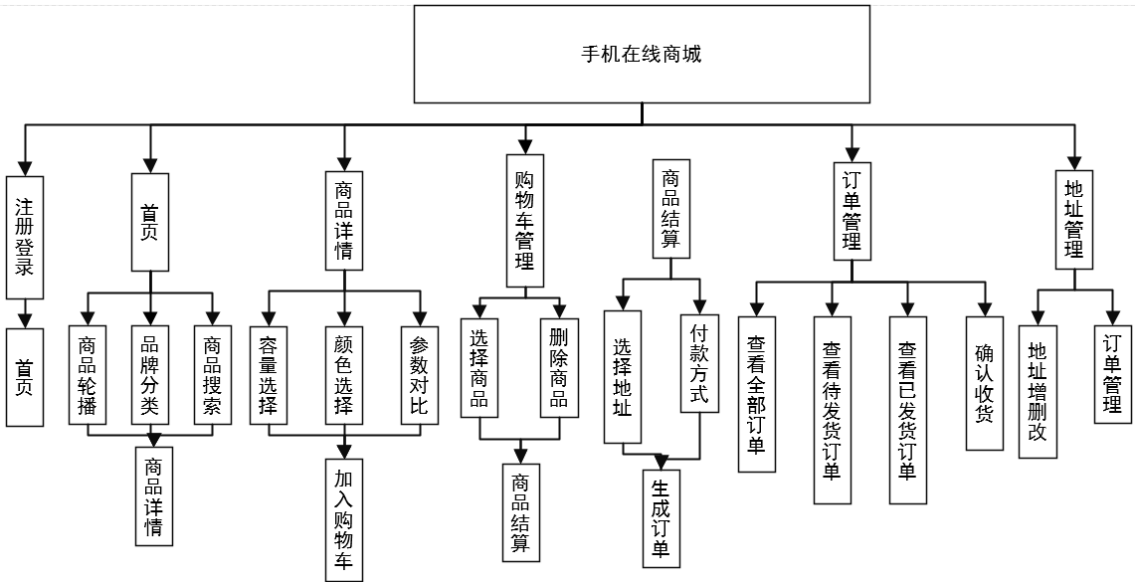 手机在线商城
注册登录
首页
商品详情
购物车管理
商品结算
订单管理
地址管理
首页
商品轮播
品牌分类
商品搜索
容量选择
颜色选择
参数对比
选择商品
删除商品
选择地址
付款方式
查看全部订单
查看待发货订单
查看已发货订单
确认收货
地址增删改
订单管理
商品详情
加入购物车
商品结算
生成订单